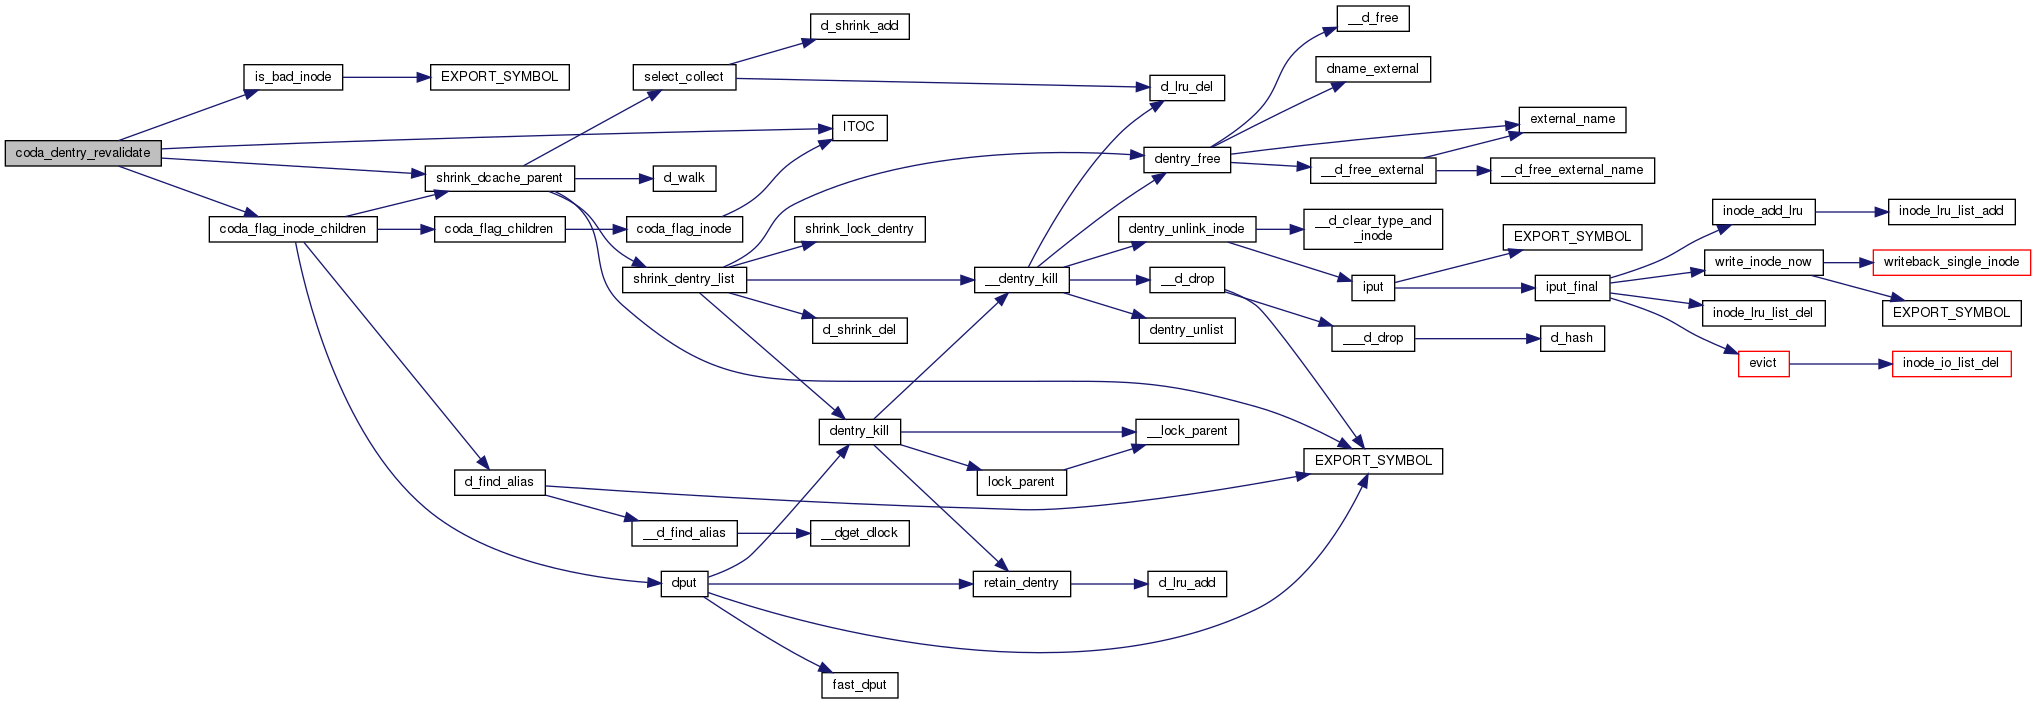 coda_dentry_revalidate
is_bad_inode
EXPORT_SYMBOL
coda_flag_inode_children
shrink_dcache_parent
coda_flag_children
d_find_alias
select_collect
d_walk
coda_flag_inode
shrink_dentry_list
__d_find_alias
dput
d_shrink_add
ITOC
shrink_lock_dentry
d_shrink_del
dentry_kill
__dget_dlock
fast_dput
__dentry_kill
lock_parent
retain_dentry
d_lru_del
dentry_free
dentry_unlink_inode
__d_drop
dentry_unlist
__lock_parent
d_lru_add
__d_free
dname_external
__d_free_external
__d_clear_type_and
_inode
iput
___d_drop
EXPORT_SYMBOL
external_name
__d_free_external_name
EXPORT_SYMBOL
iput_final
d_hash
inode_add_lru
write_inode_now
inode_lru_list_del
evict
inode_lru_list_add
writeback_single_inode
EXPORT_SYMBOL
inode_io_list_del